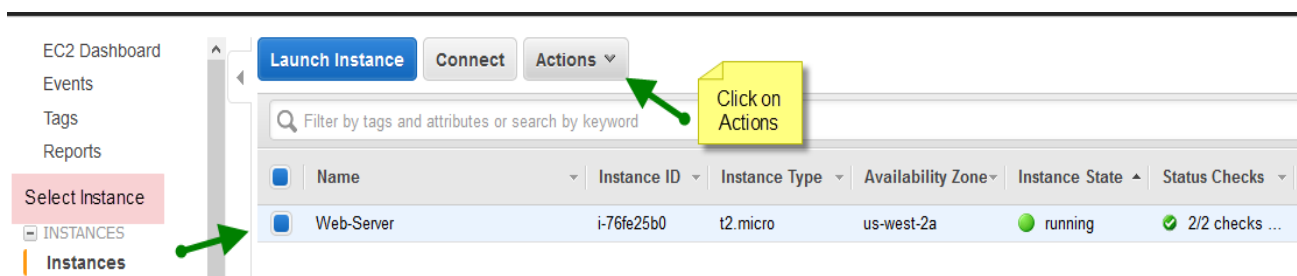 EC2 Dashboard
Events
Tags
Reports
Select Instance
INSTANCES
Instances
Launch Instance Connect Actions
Click on
Actions
Filter by tags and attributes or search by keyword
Name Instance ID Instance Type Availability Zone Instance State Status Checks
Web-Server i-76fe25b0 t2.micro us-west-2a running 2/2 checks ...